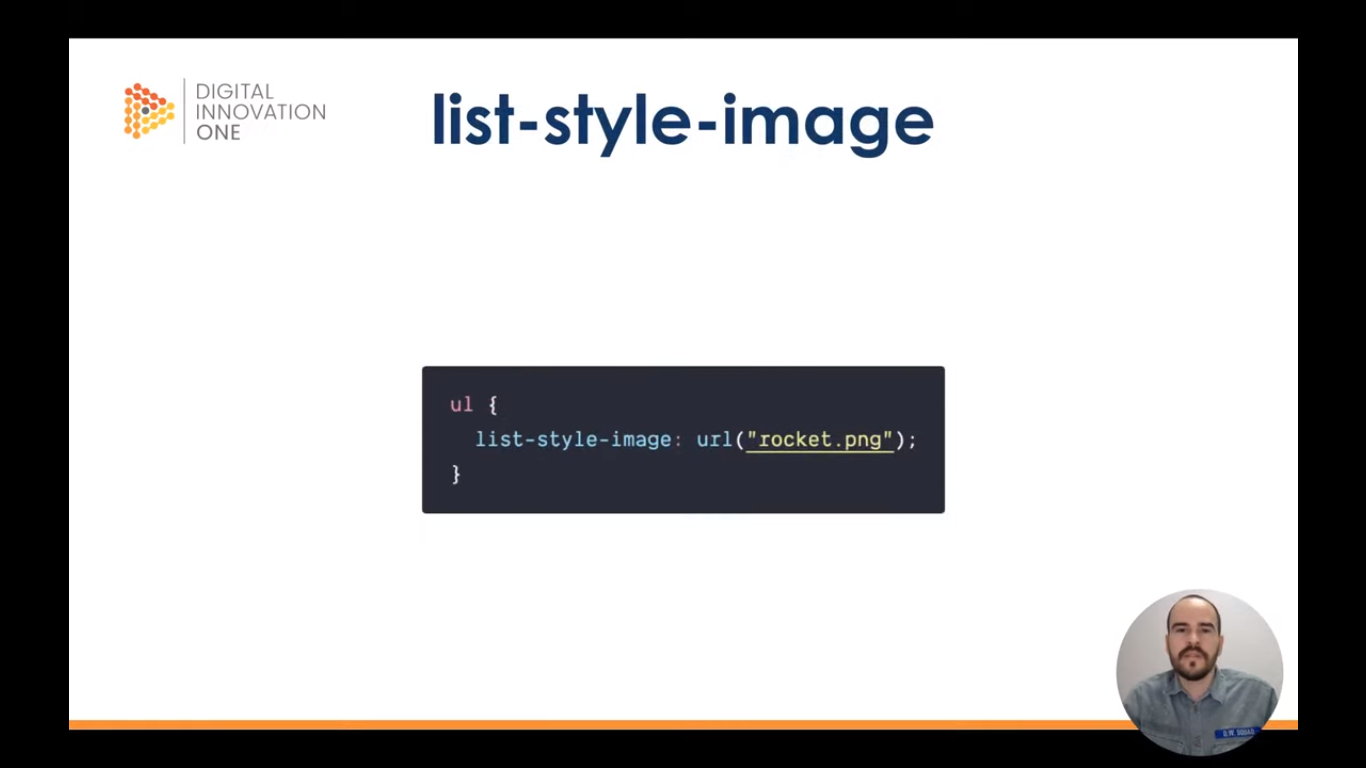 DIGITAL
INNOVATION
ONE
list-style-image
ul {
list-style-image: url("rocket.png");
}